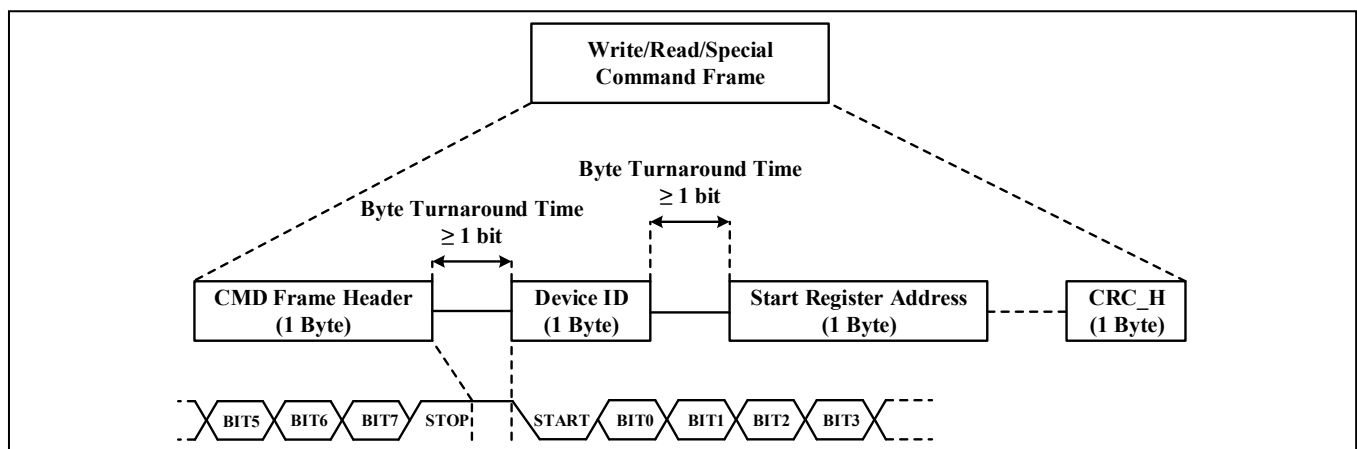 Write/Read/Special
Command Frame
Byte Turnaround Time
≥ 1 bit
Byte Turnaround Time
≥ 1 bit
CMD Frame Header
(1 Byte)
Device ID
(1 Byte)
Start Register Address
(1 Byte)
CRC_H
(1 Byte)
BIT5 BIT6 BIT7 STOP START BIT0 BIT1 BIT2 BIT3